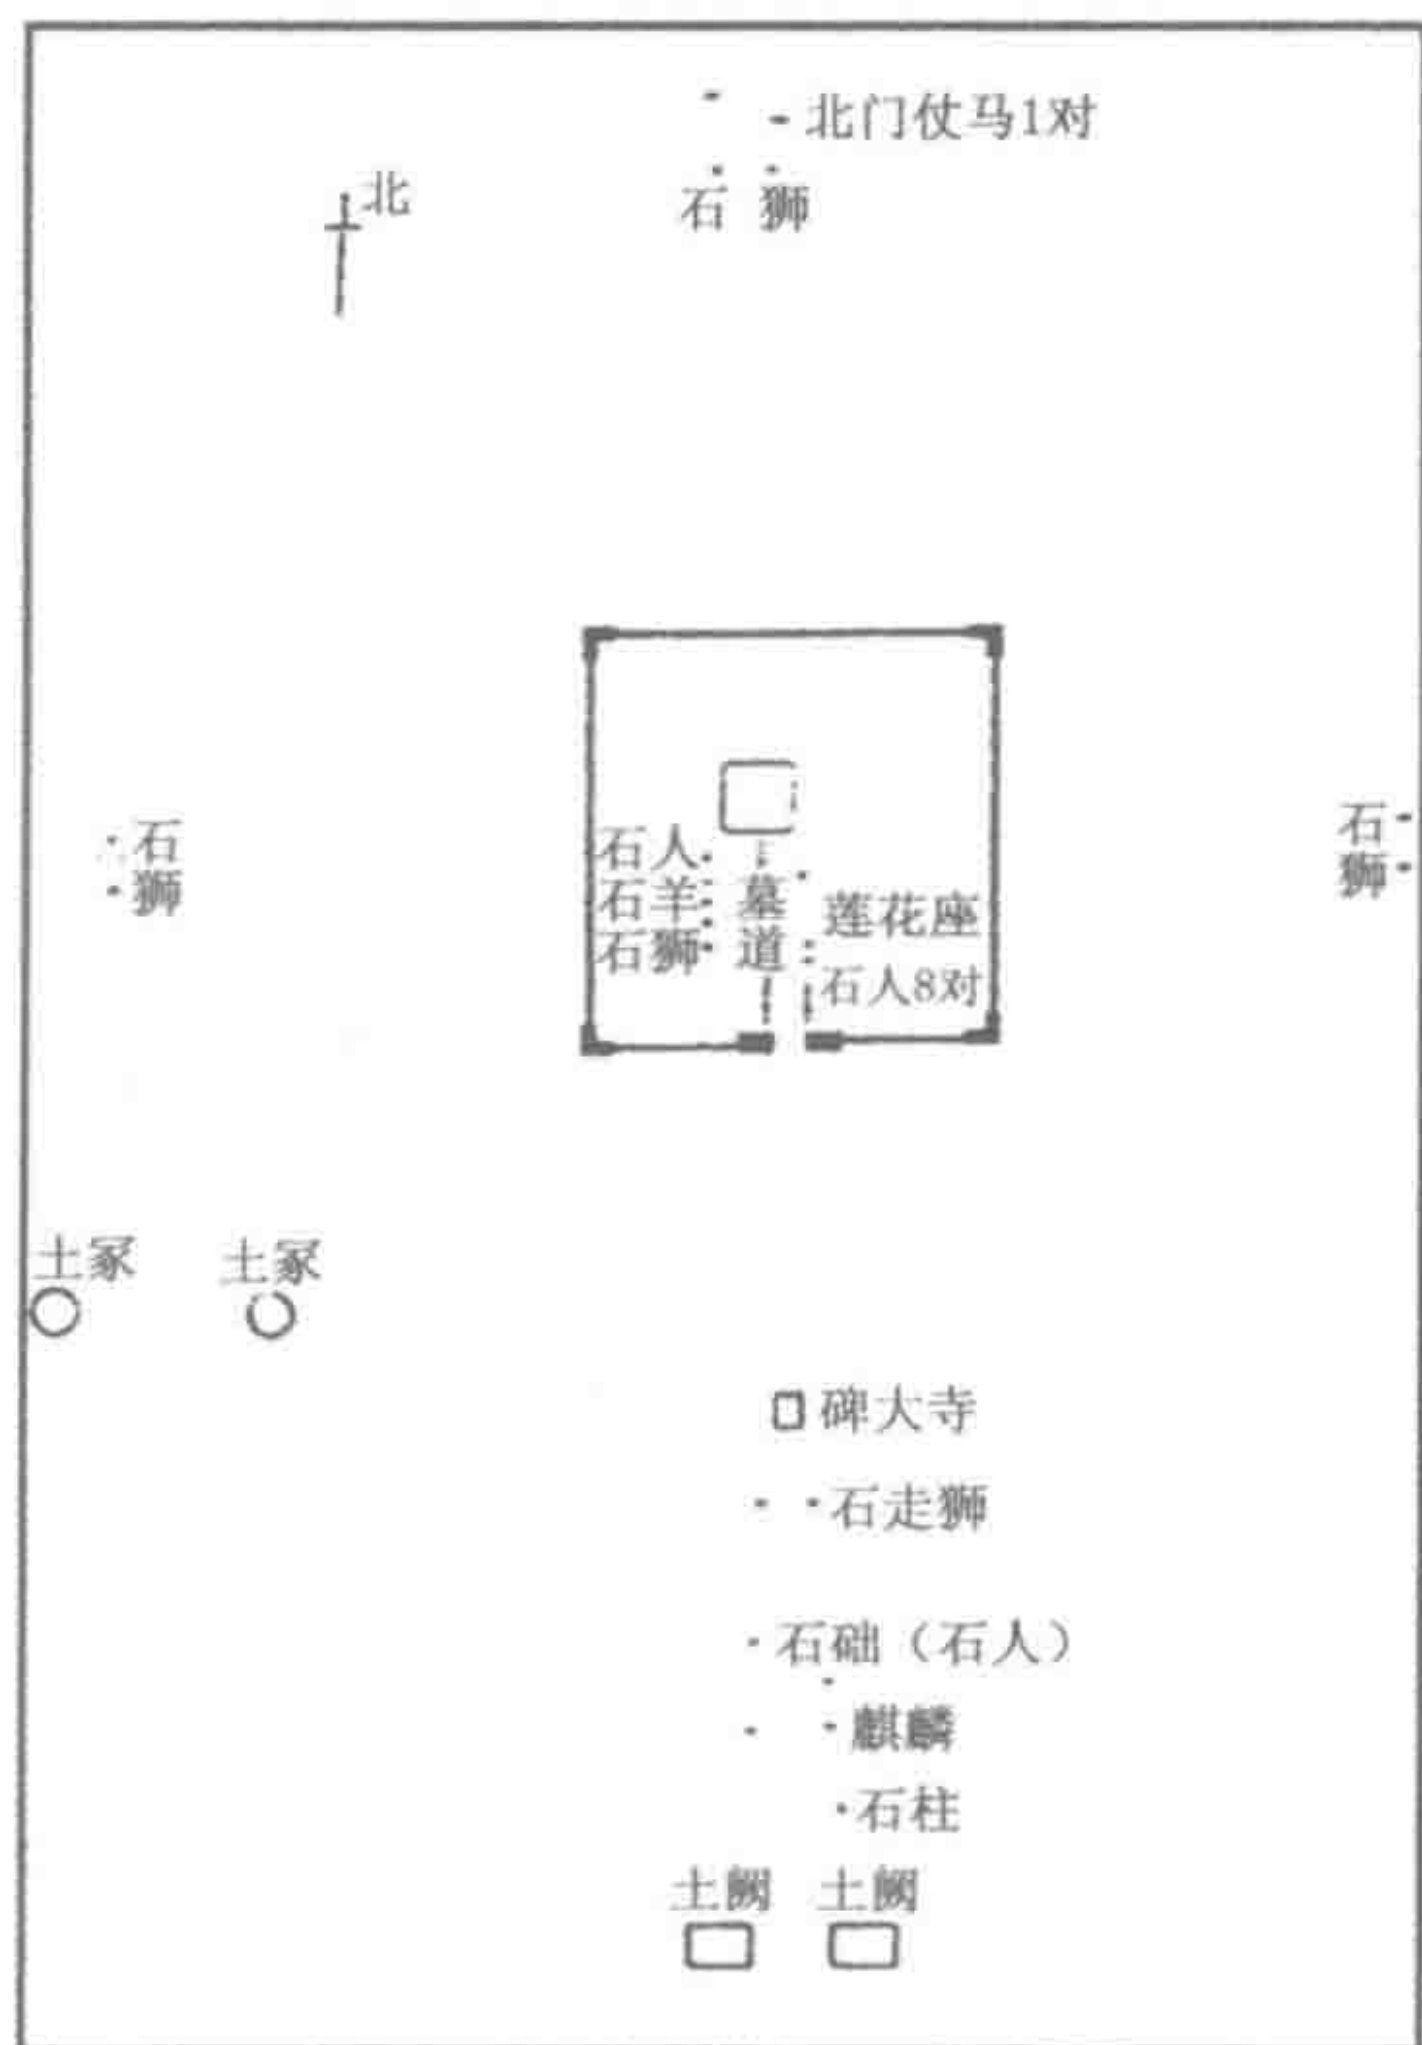 北门仗马1对
北
石 狮
石狮
石狮
石人
石羊
石狮
墓道
莲花座
石人8对
土冢
土冢
碑大寺
石走狮
石础（石人）
麒麟
石柱
土阙
土阙